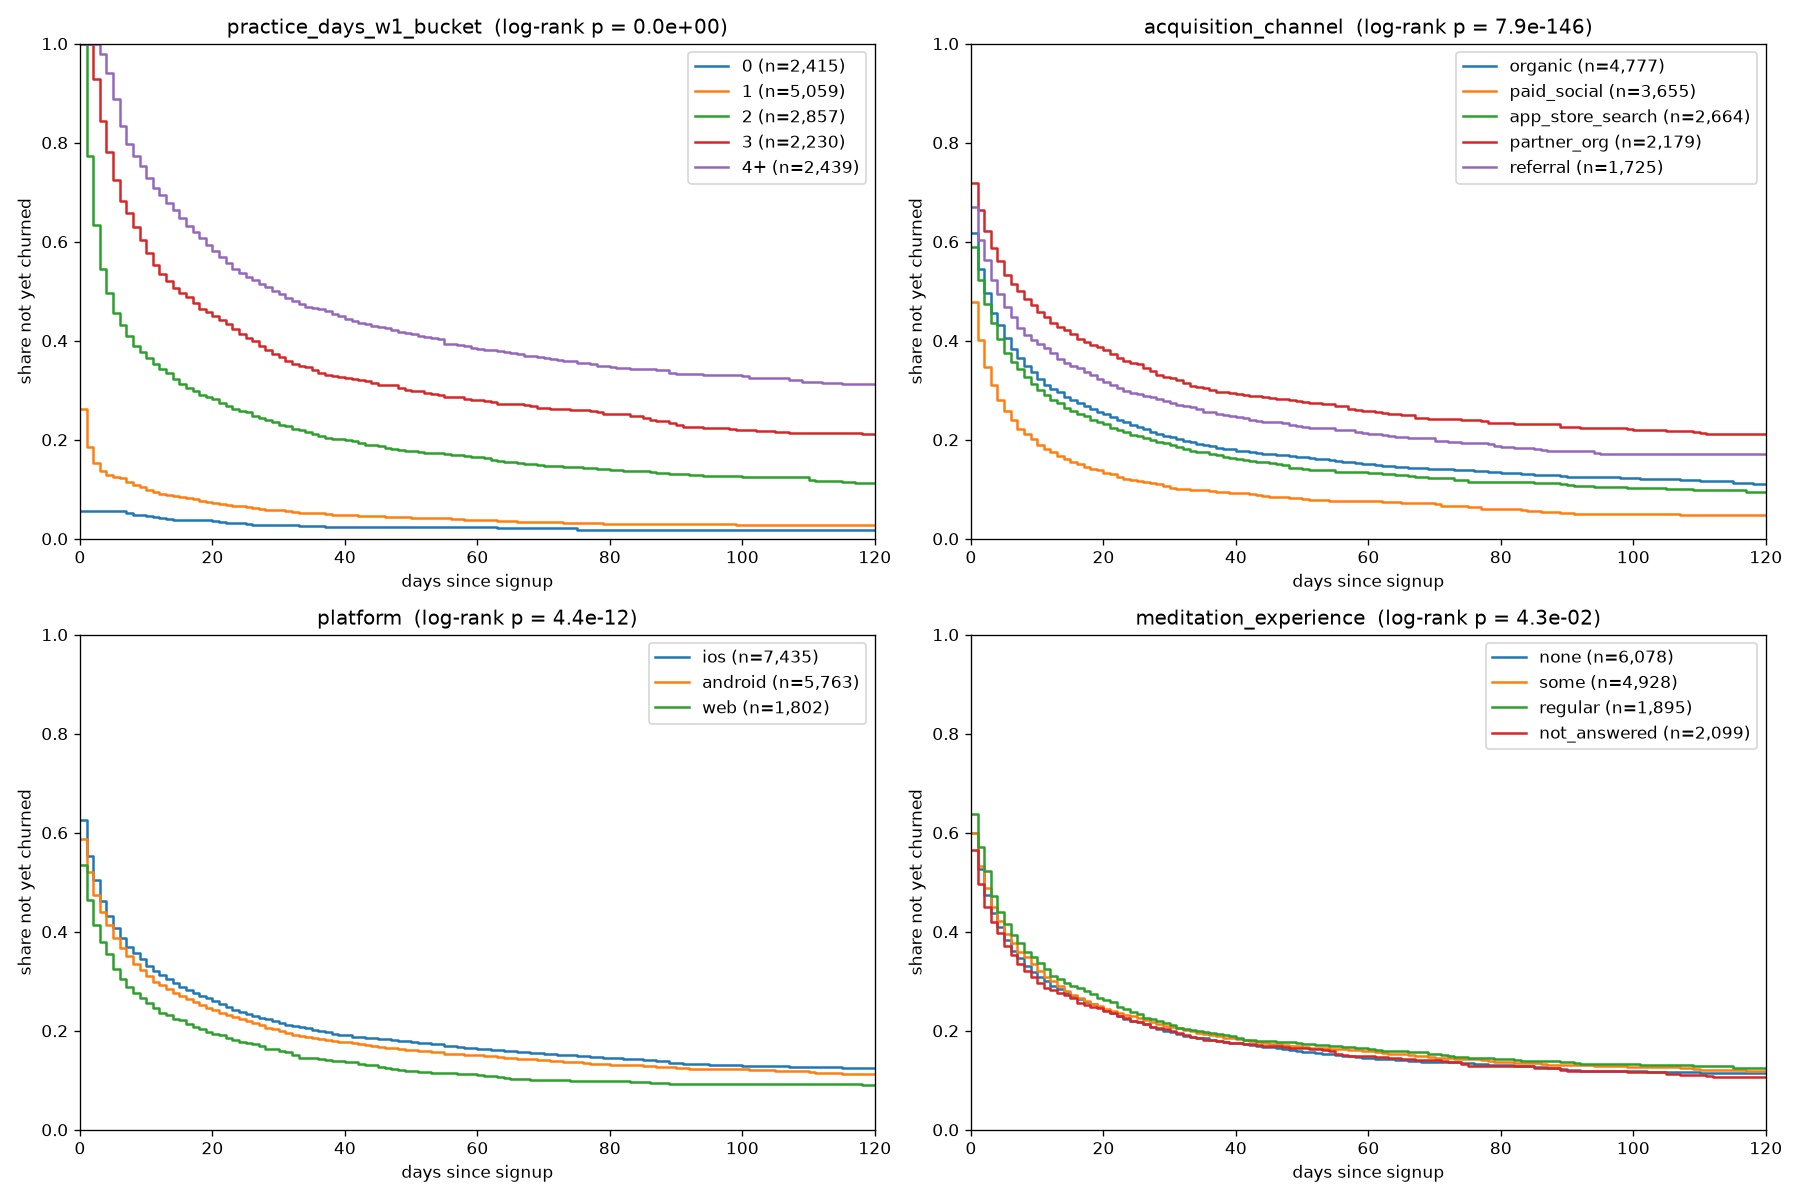 practice_days_w1_bucket  (log-rank p = 0.0e+00)
share not yet churned
1.0
0.8
0.6
0.4
0.2
0.0
0 (n=2,415)
1 (n=5,059)
2 (n=2,857)
3 (n=2,230)
4+ (n=2,439)
0 20 40 60 80 100 120
days since signup
acquisition_channel  (log-rank p = 7.9e-146)
share not yet churned
1.0
0.8
0.6
0.4
0.2
0.0
organic (n=4,777)
paid_social (n=3,655)
app_store_search (n=2,664)
partner_org (n=2,179)
referral (n=1,725)
0 20 40 60 80 100 120
days since signup
platform  (log-rank p = 4.4e-12)
share not yet churned
1.0
0.8
0.6
0.4
0.2
0.0
ios (n=7,435)
android (n=5,763)
web (n=1,802)
0 20 40 60 80 100 120
days since signup
meditation_experience  (log-rank p = 4.3e-02)
share not yet churned
1.0
0.8
0.6
0.4
0.2
0.0
none (n=6,078)
some (n=4,928)
regular (n=1,895)
not_answered (n=2,099)
0 20 40 60 80 100 120
days since signup